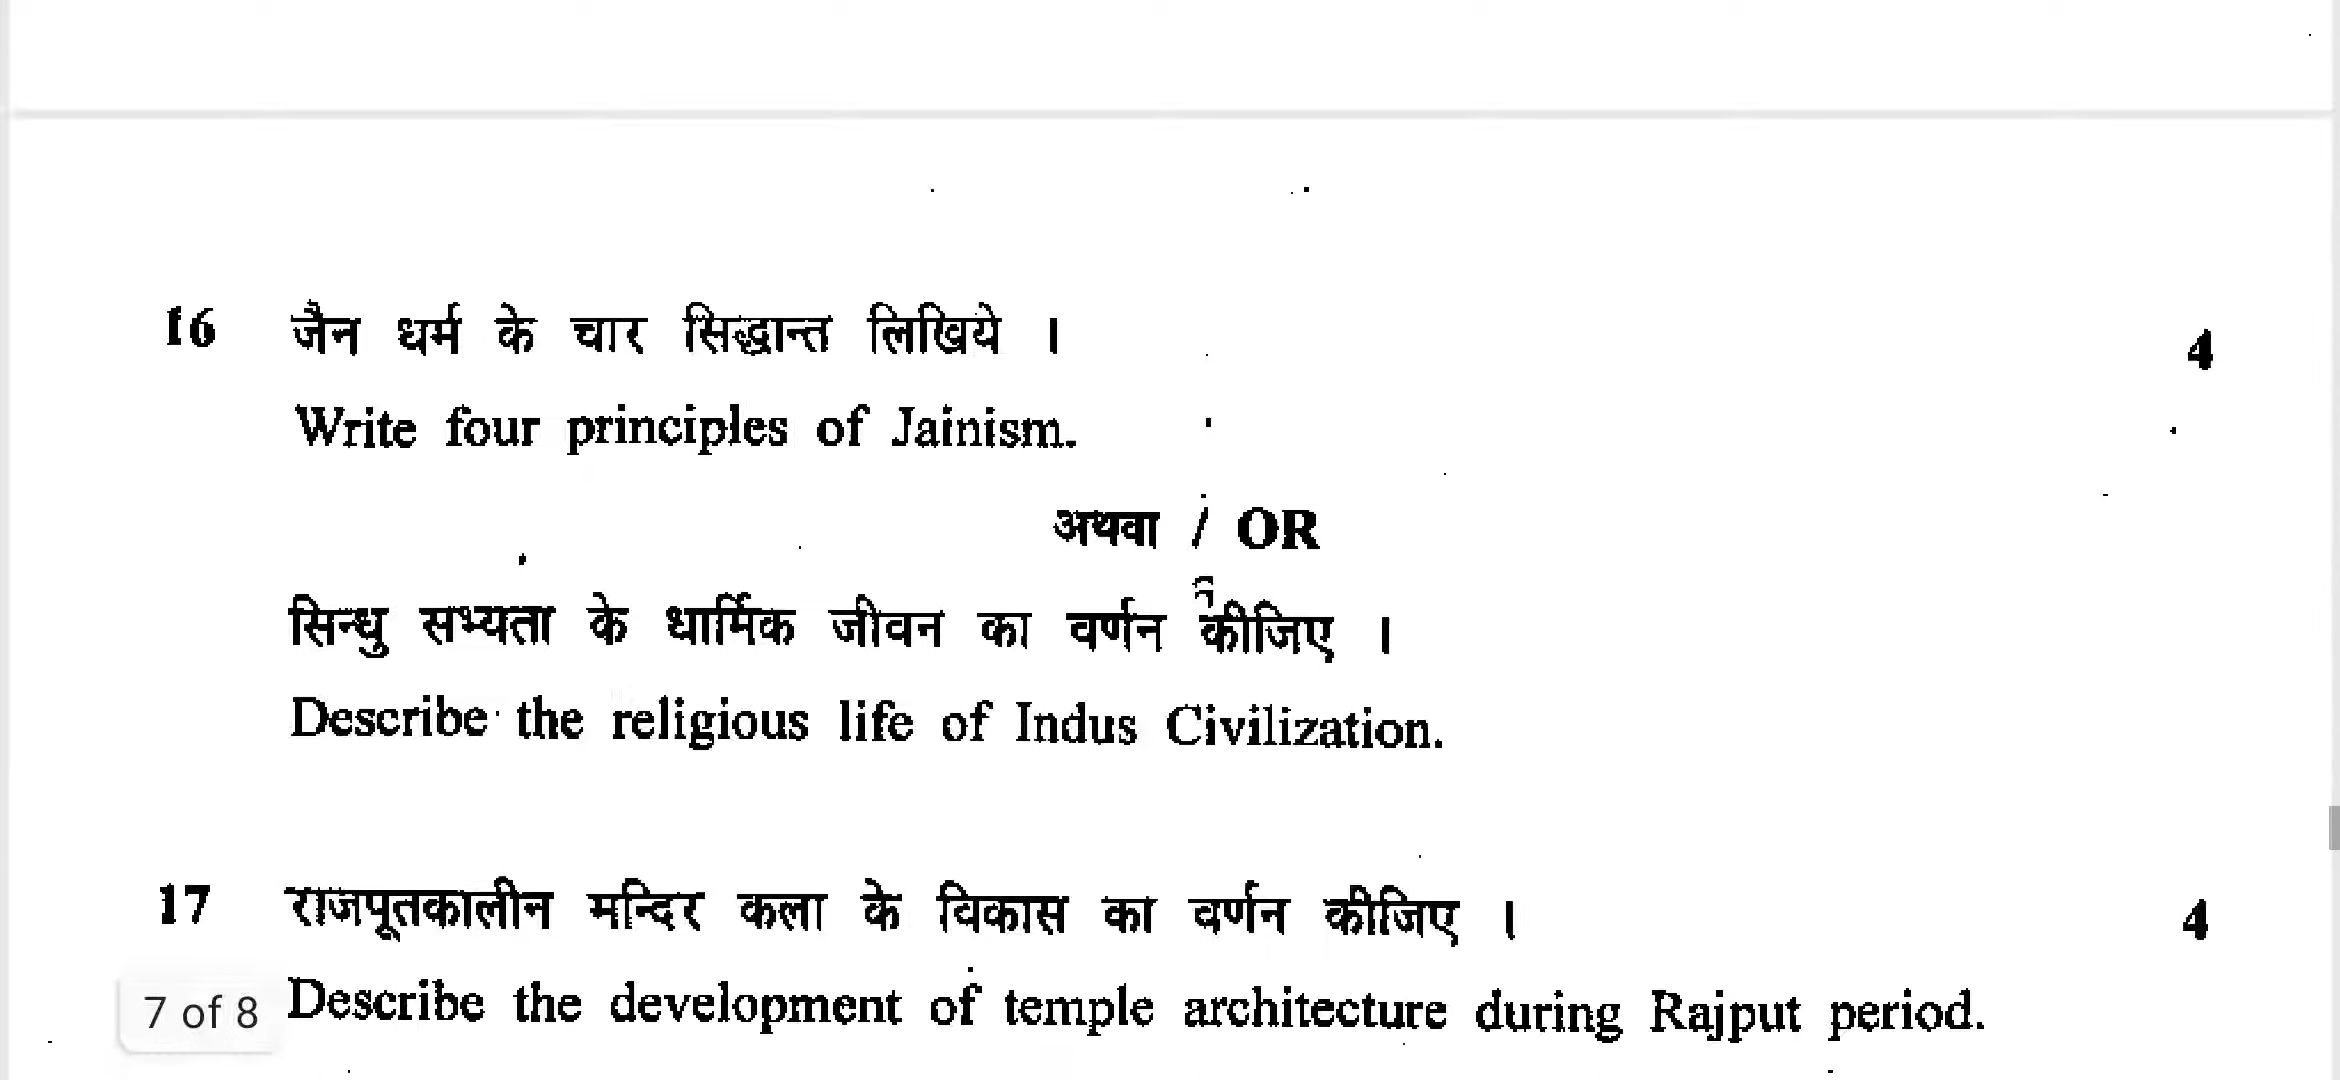 16 जैन धर्म के चार सिद्धान्त लिखिये । 4
Write four principles of Jainism.
अथवा / OR
सिन्धु सभ्यता के धार्मिक जीवन का वर्णन कीजिए ।
Describe the religious life of Indus Civilization.
17 राजपूतकालीन मन्दिर कला के विकास का वर्णन कीजिए । 4
Describe the development of temple architecture during Rajput period.
7 of 8